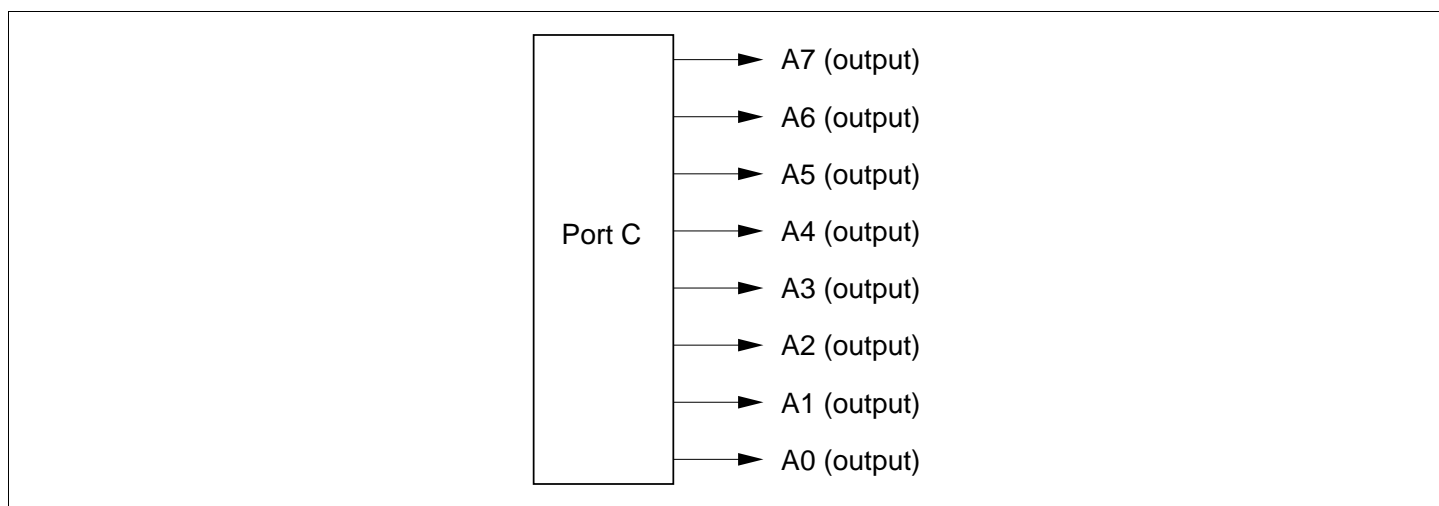 A7 (output)
A6 (output)
A5 (output)
Port C
A4 (output)
A3 (output)
A2 (output)
A1 (output)
A0 (output)